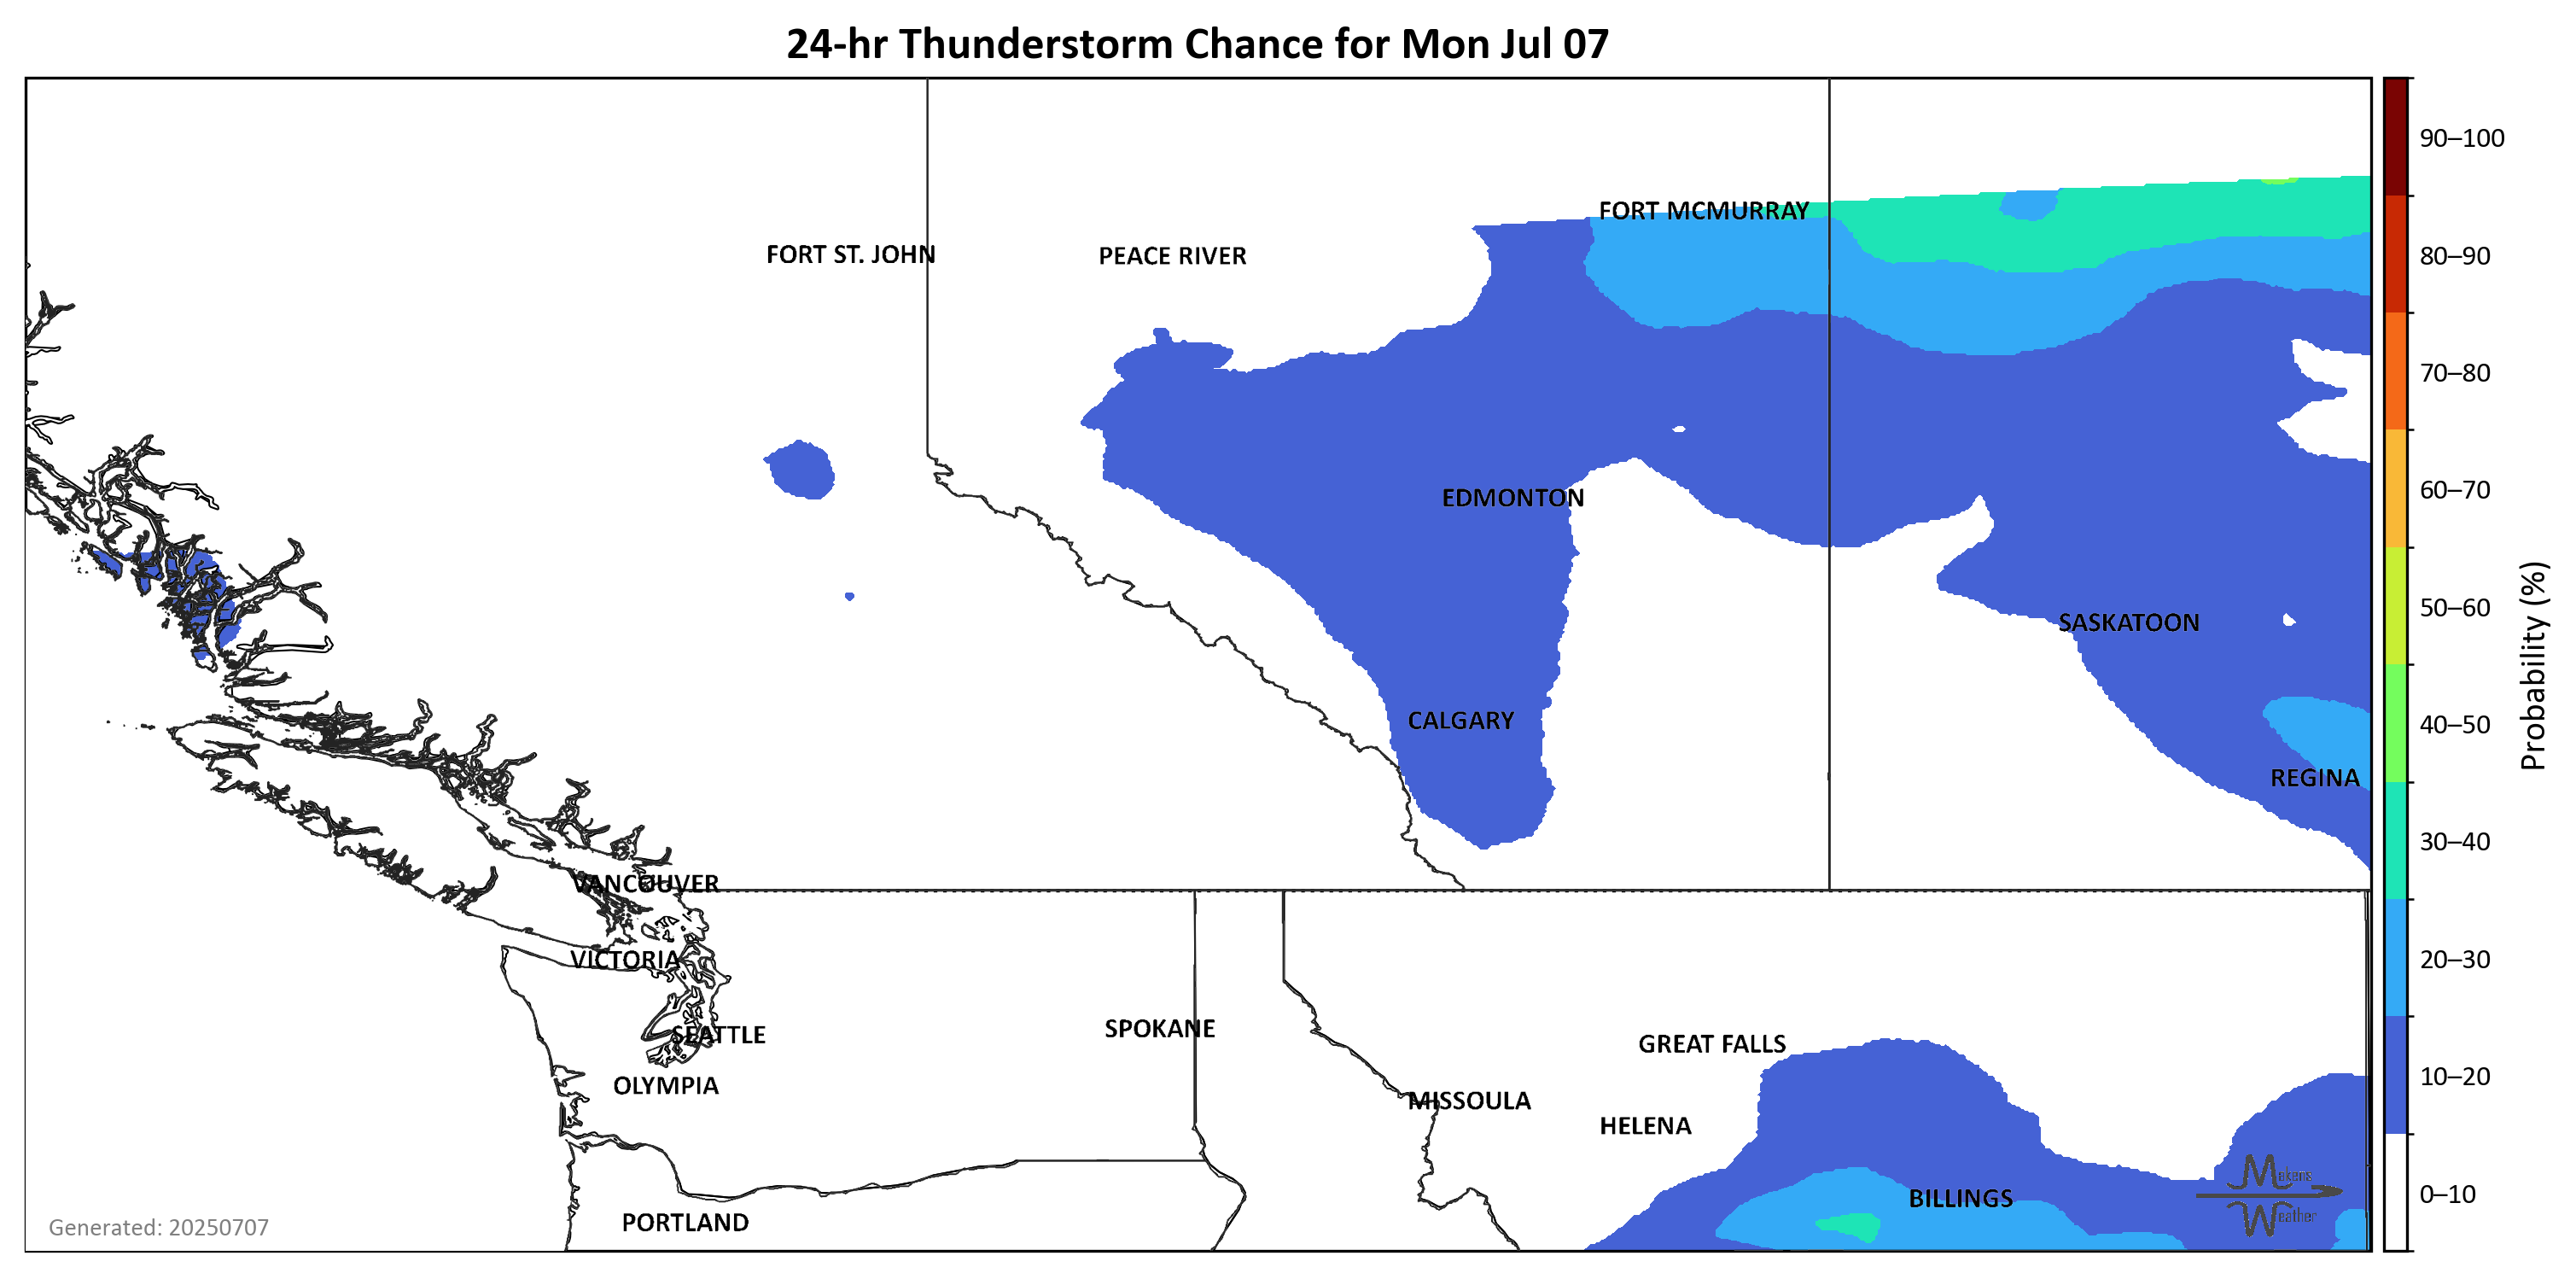 24-hr Thunderstorm Chance for Mon Jul 07
90–100
FORT MCMURRAY
FORT ST. JOHN
PEACE RIVER
80–90
70–80
EDMONTON
60–70
SASKATOON
50–60
Probability (%)
CALGARY
40–50
REGINA
30–40
VANCOUVER
VICTORIA
20–30
SPOKANE
SEATTLE
GREAT FALLS
OLYMPIA
10–20
MISSOULA
HELENA
Mekens
Weather
BILLINGS
0–10
PORTLAND
Generated: 20250707